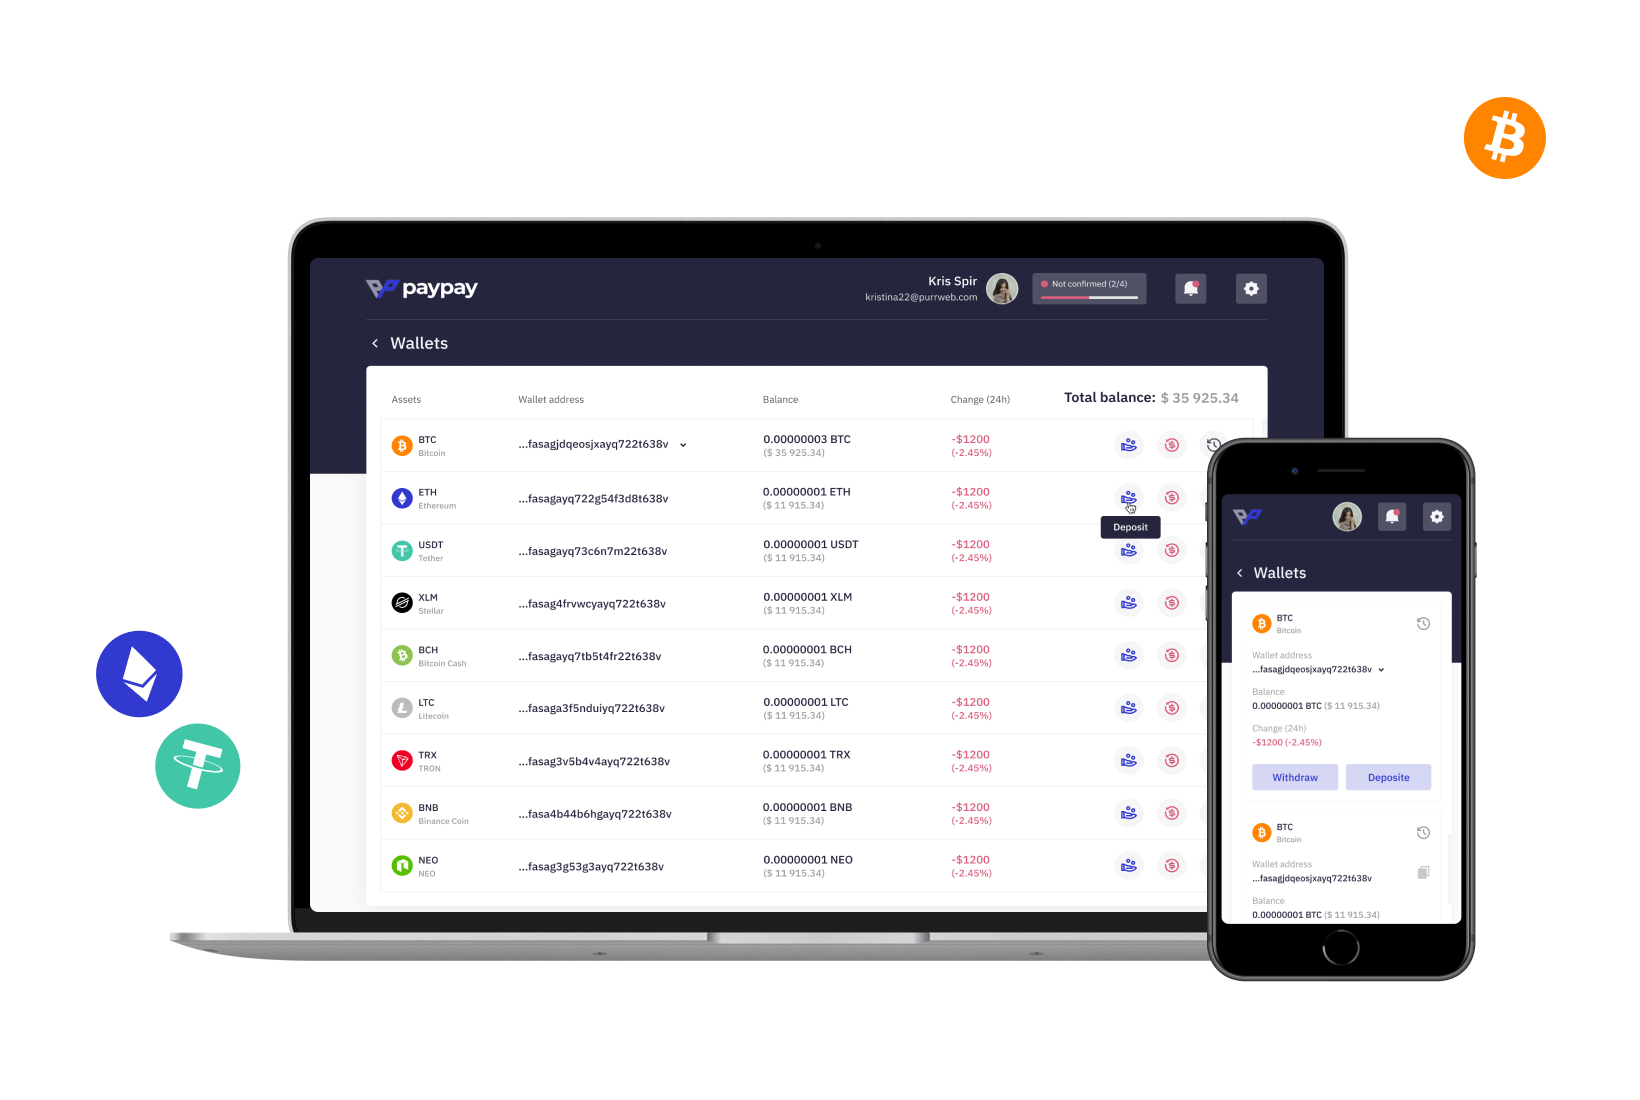 paypay
Kris Spir
kristina22@purrweb.com
Not confirmed (2/4)
Wallets
Assets Wallet address Balance Change (24h) Total balance: $ 35 925.34
BTC
Bitcoin
...fasagjdqeosjxayq722t638v
0.00000003 BTC
($ 35 925.34)
-$1200
(-2.45%)
ETH
Ethereum
...fasagayq722g54f3d8t638v
0.00000001 ETH
($ 11 915.34)
-$1200
(-2.45%)
Deposit
USDT
Tether
...fasagayq73c6n7m22t638v
0.00000001 USDT
($ 11 915.34)
-$1200
(-2.45%)
XLM
Stellar
...fasag4frvwcyayq722t638v
0.00000001 XLM
($ 11 915.34)
-$1200
(-2.45%)
BCH
Bitcoin Cash
...fasagayq7tb5t4fr22t638v
0.00000001 BCH
($ 11 915.34)
-$1200
(-2.45%)
LTC
Litecoin
...fasaga3f5nduiyq722t638v
0.00000001 LTC
($ 11 915.34)
-$1200
(-2.45%)
TRX
TRON
...fasag3v5b4v4ayq722t638v
0.00000001 TRX
($ 11 915.34)
-$1200
(-2.45%)
BNB
Binance Coin
...fasa4b44b6hgayq722t638v
0.00000001 BNB
($ 11 915.34)
-$1200
(-2.45%)
NEO
NEO
...fasag3g53g3ayq722t638v
0.00000001 NEO
($ 11 915.34)
-$1200
(-2.45%)
Wallets
BTC
Bitcoin
Wallet address
...fasagjdqeosjxayq722t638v
Balance
0.00000001 BTC ($ 11 915.34)
Change (24h)
-$1200 (-2.45%)
Withdraw Deposite
BTC
Bitcoin
Wallet address
...fasagjdqeosjxayq722t638v
Balance
0.00000001 BTC ($ 11 915.34)